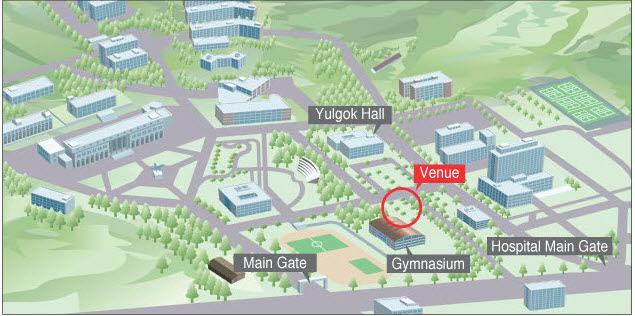 Yulgok Hall
Venue
Hospital Main Gate
Main Gate
Gymnasium